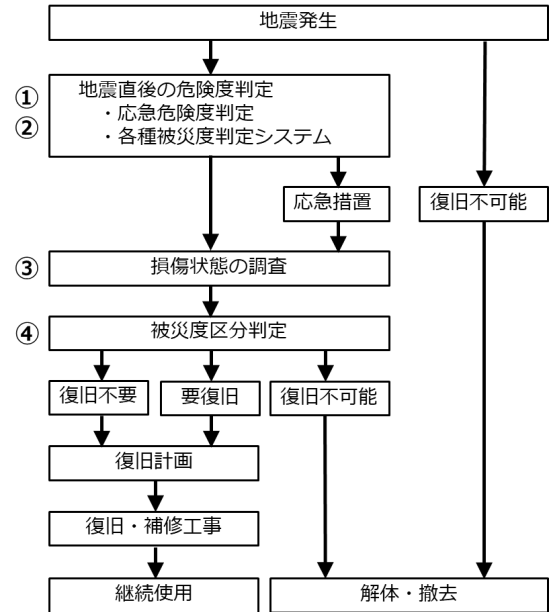 地震発生
①
②
地震直後の危険度判定
・応急危険度判定
・各種被災度判定システム
応急措置
復旧不可能
③
損傷状態の調査
④
被災度区分判定
復旧不要
要復旧
復旧不可能
復旧計画
復旧・補修工事
継続使用
解体・撤去